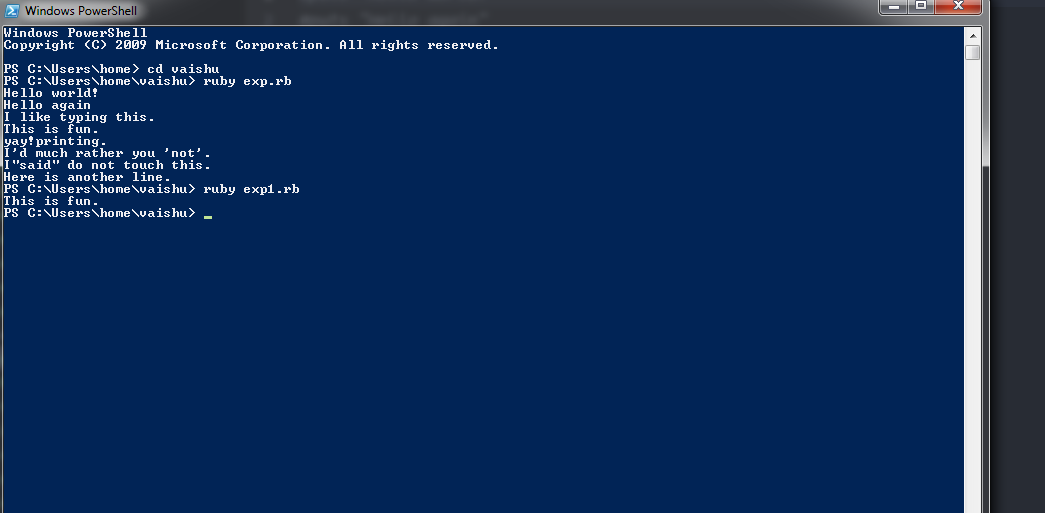 Windows PowerShell
Windows PowerShell
Copyright (C) 2009 Microsoft Corporation. All rights reserved.
PS C:\Users\home> cd vaishu
PS C:\Users\home\vaishu> ruby exp.rb
Hello world!
Hello again
I like typing this.
This is fun.
yay!printing.
I'd much rather you 'not'.
I"said" do not touch this.
Here is another line.
PS C:\Users\home\vaishu> ruby exp1.rb
This is fun.
PS C:\Users\home\vaishu>